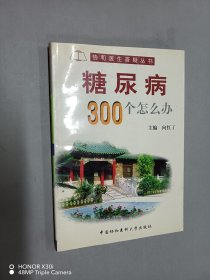 协和医生答疑丛书
糖尿病
300个怎么办
主编 向红丁
中国协和医科大学出版社
HONOR X30i
48MP Triple Camera